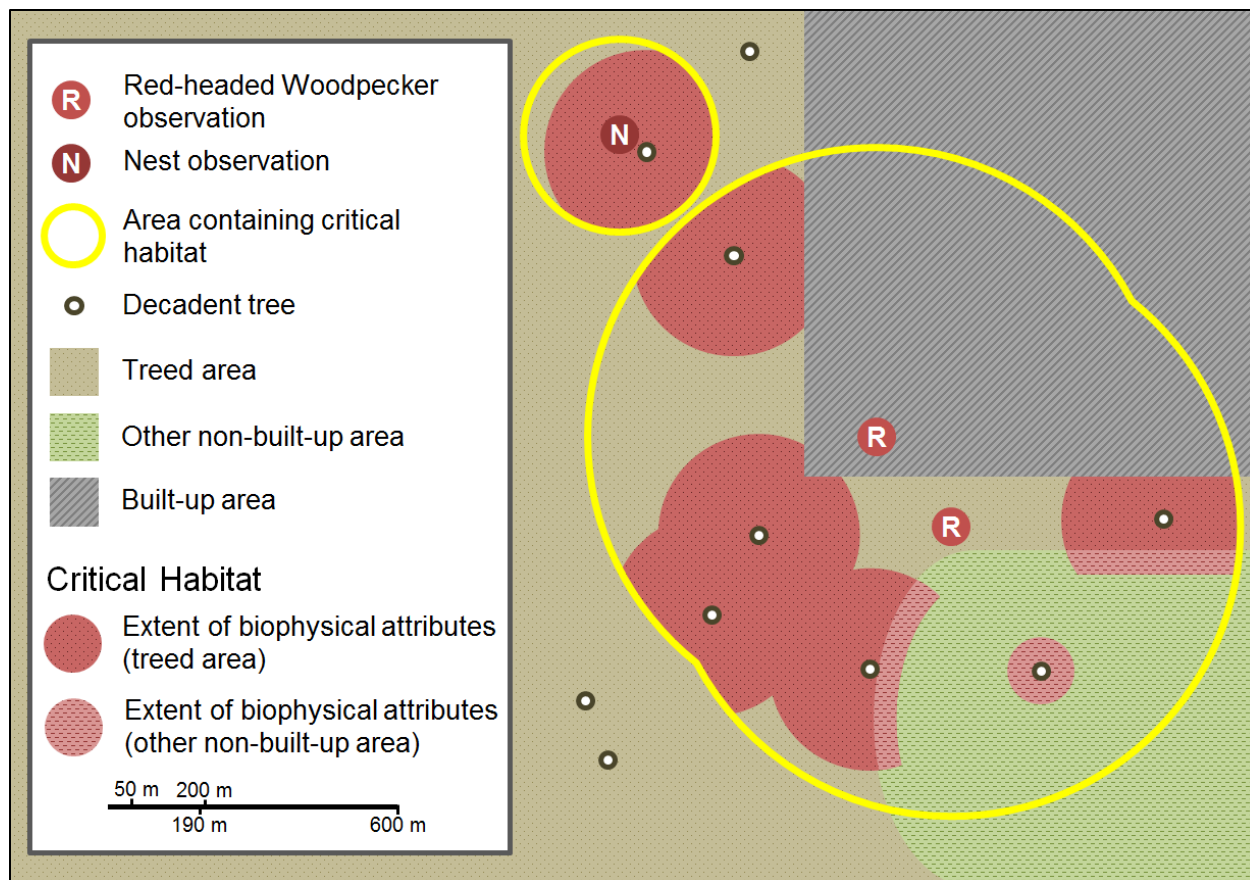 R
Red-headed Woodpecker
observation
N
Nest observation
Area containing critical
habitat
Decadent tree
Treed area
Other non-built-up area
Built-up area
Critical Habitat
Extent of biophysical attributes
(treed area)
Extent of biophysical attributes
(other non-built-up area)
50 m 200 m
190 m 600 m
N
R
R